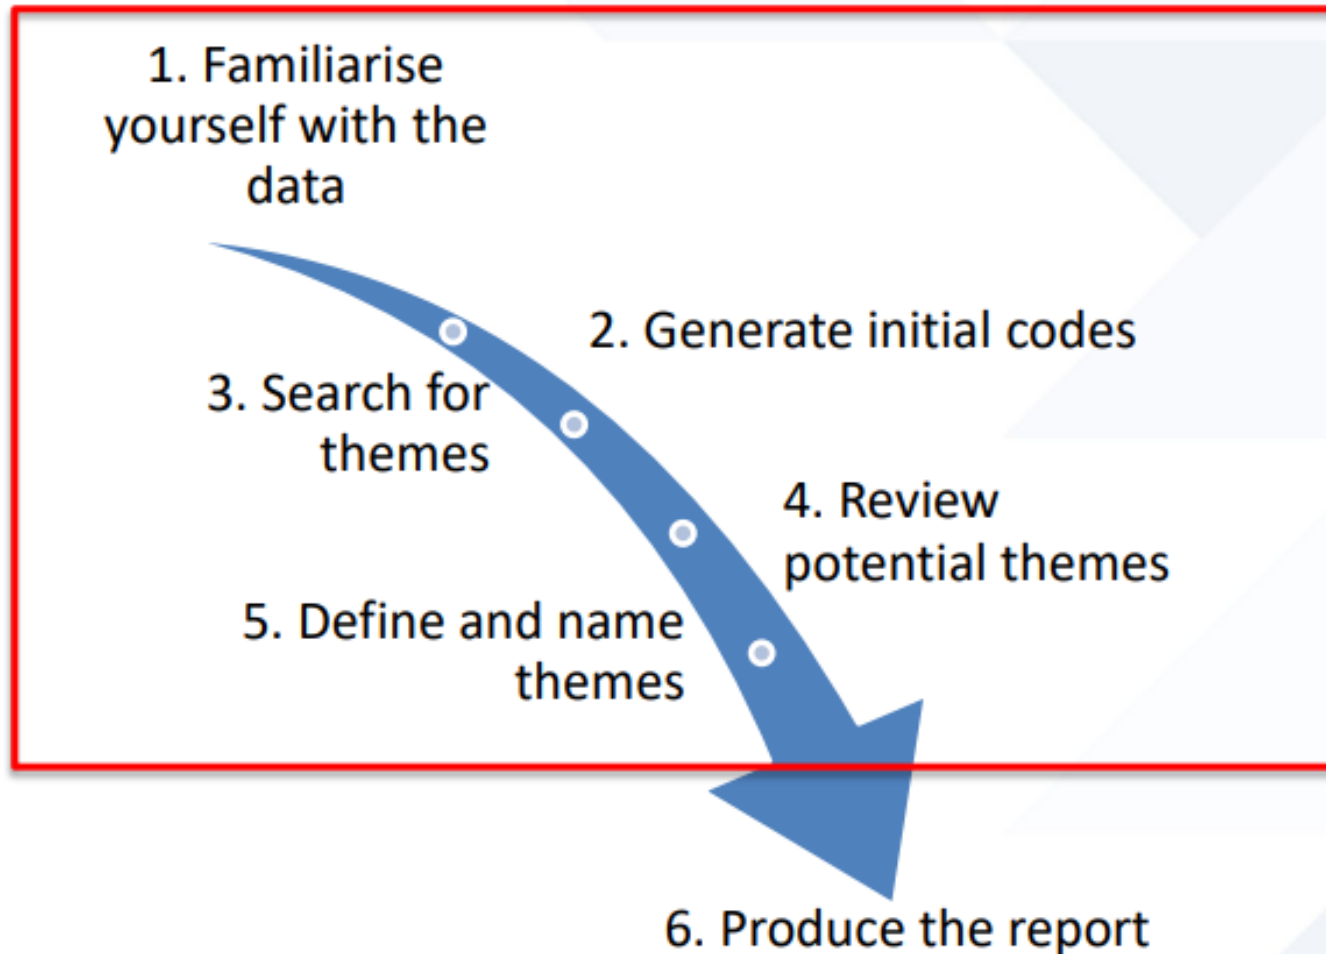 1. Familiarise
yourself with the
data
2. Generate initial codes
3. Search for
themes
4. Review
potential themes
5. Define and name
themes
6. Produce the report